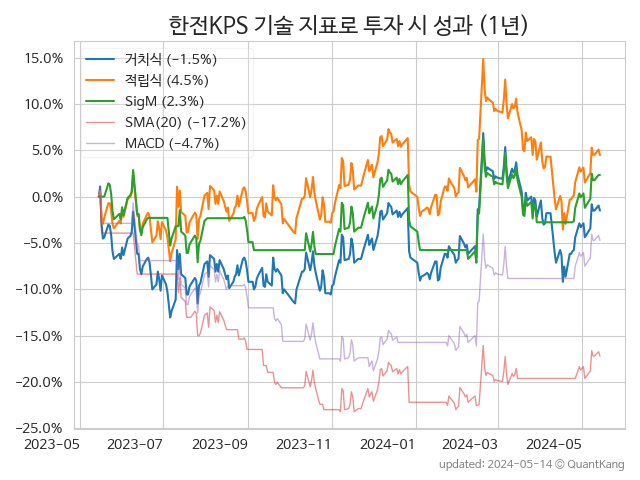 한전KPS 기술 지표로 투자 시 성과 (1년)
15.0%
10.0%
5.0%
0.0%
−5.0%
−10.0%
−15.0%
−20.0%
−25.0%
거치식 (−1.5%)
적립식 (4.5%)
SigM (2.3%)
SMA(20) (−17.2%)
MACD (−4.7%)
2023-05 2023-07 2023-09 2023-11 2024-01 2024-03 2024-05
updated: 2024-05-14 ⓒ QuantKang